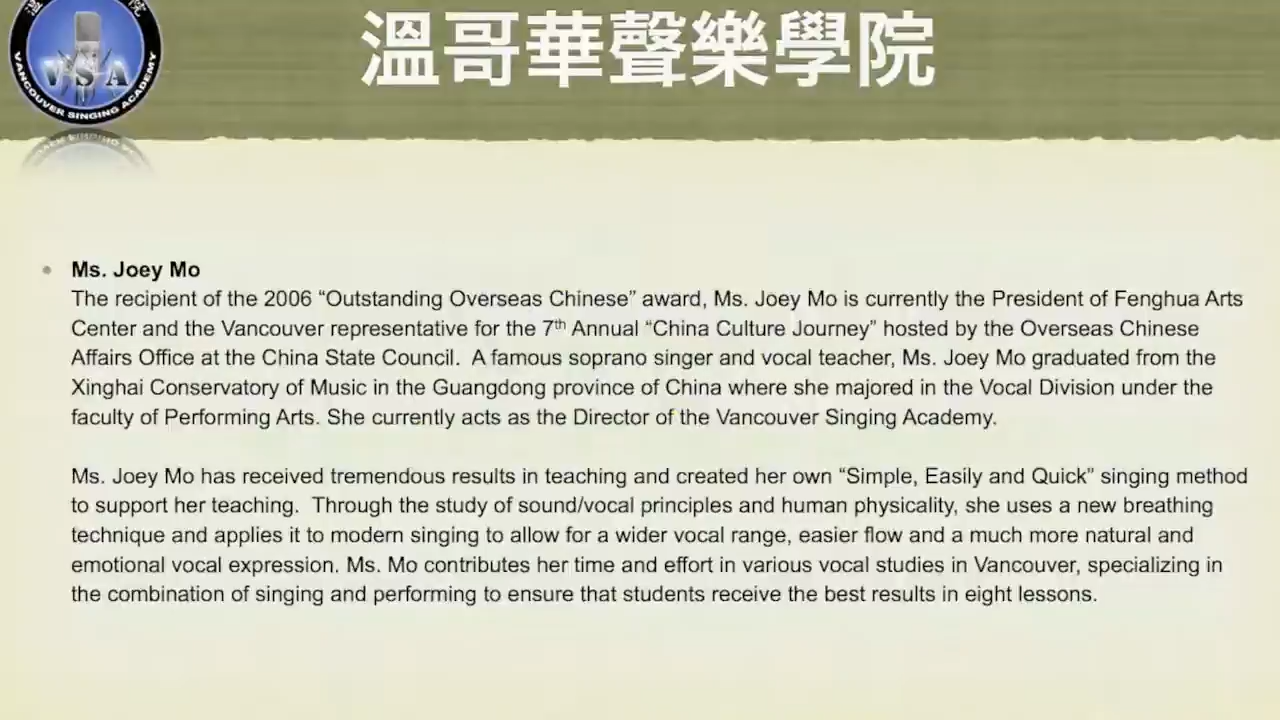 溫哥華聲樂學院
溫
院
VSA
VANCOUVER SINGING ACADEMY
• Ms. Joey Mo
The recipient of the 2006 “Outstanding Overseas Chinese” award, Ms. Joey Mo is currently the President of Fenghua Arts
Center and the Vancouver representative for the 7th Annual “China Culture Journey” hosted by the Overseas Chinese
Affairs Office at the China State Council.  A famous soprano singer and vocal teacher, Ms. Joey Mo graduated from the
Xinghai Conservatory of Music in the Guangdong province of China where she majored in the Vocal Division under the
faculty of Performing Arts. She currently acts as the Director of the Vancouver Singing Academy.
Ms. Joey Mo has received tremendous results in teaching and created her own “Simple, Easily and Quick” singing method
to support her teaching.  Through the study of sound/vocal principles and human physicality, she uses a new breathing
technique and applies it to modern singing to allow for a wider vocal range, easier flow and a much more natural and
emotional vocal expression. Ms. Mo contributes her time and effort in various vocal studies in Vancouver, specializing in
the combination of singing and performing to ensure that students receive the best results in eight lessons.